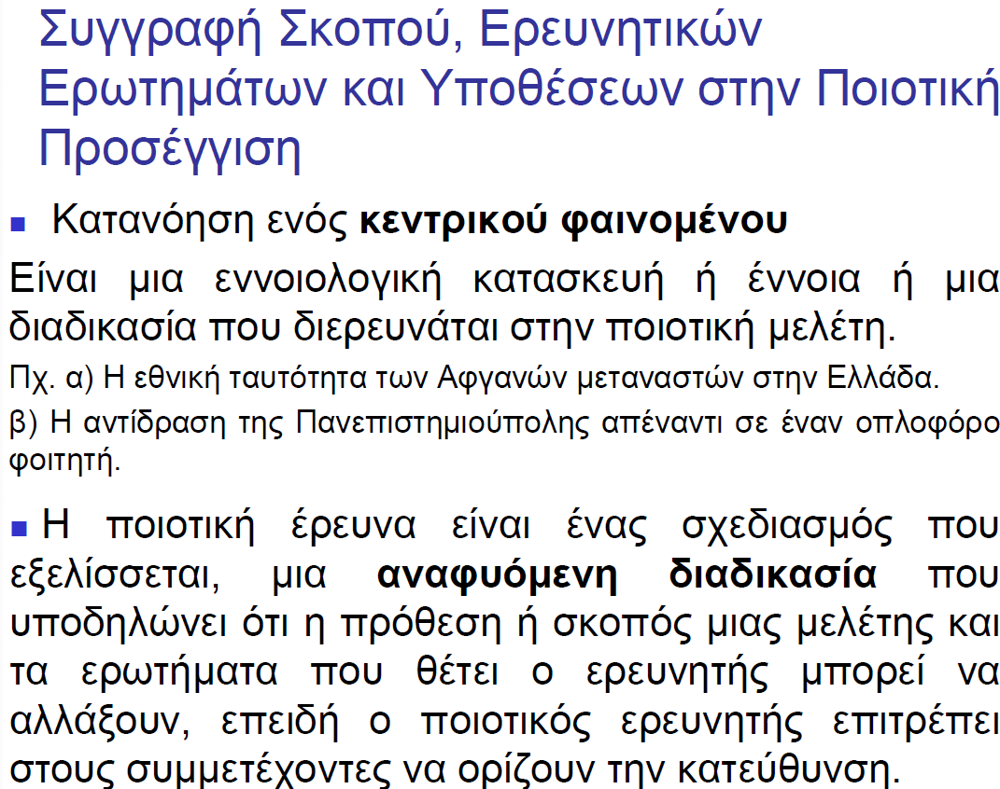 Συγγραφή Σκοπού, Ερευνητικών
Ερωτημάτων και Υποθέσεων στην Ποιοτική
Προσέγγιση
Κατανόηση ενός κεντρικού φαινομένου
Είναι μια εννοιολογική κατασκευή ή έννοια ή μια
διαδικασία που διερευνάται στην ποιοτική μελέτη.
Πχ. α) Η εθνική ταυτότητα των Αφγανών μεταναστών στην Ελλάδα.
β) Η αντίδραση της Πανεπιστημιούπολης απέναντι σε έναν οπλοφόρο
φοιτητή.
Η ποιοτική έρευνα είναι ένας σχεδιασμός που
εξελίσσεται, μια αναφυόμενη διαδικασία που
υποδηλώνει ότι η πρόθεση ή σκοπός μιας μελέτης και
τα ερωτήματα που θέτει ο ερευνητής μπορεί να
αλλάξουν, επειδή ο ποιοτικός ερευνητής επιτρέπει
στους συμμετέχοντες να ορίζουν την κατεύθυνση.